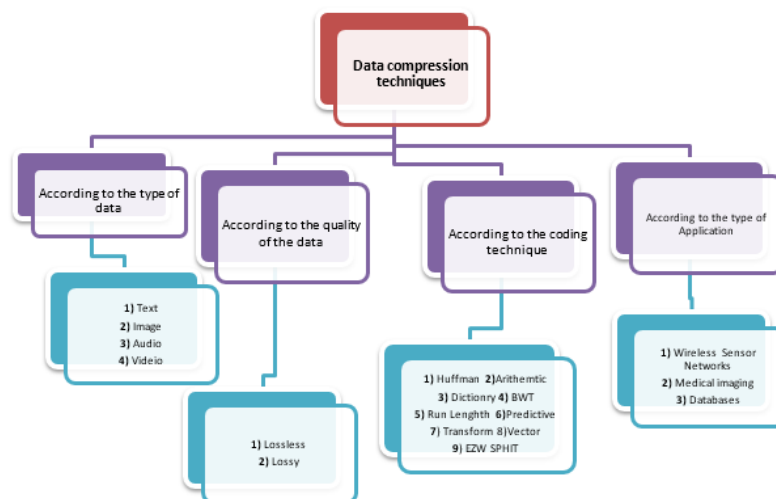 Data compression
techniques
According to the type of
data
According to the quality
of the data
According to the coding
technique
According to the type of
Application
1) Text
2) Image
3) Audio
4) Videio
1) Lossless
2) Lossy
1) Huffman 2)Arithemtic
3) Dictionry 4) BWT
5) Run Lenghth 6)Predictive
7) Transform 8)Vector
9) EZW SPHIT
1) Wireless Sensor
Networks
2) Medical imaging
3) Databases